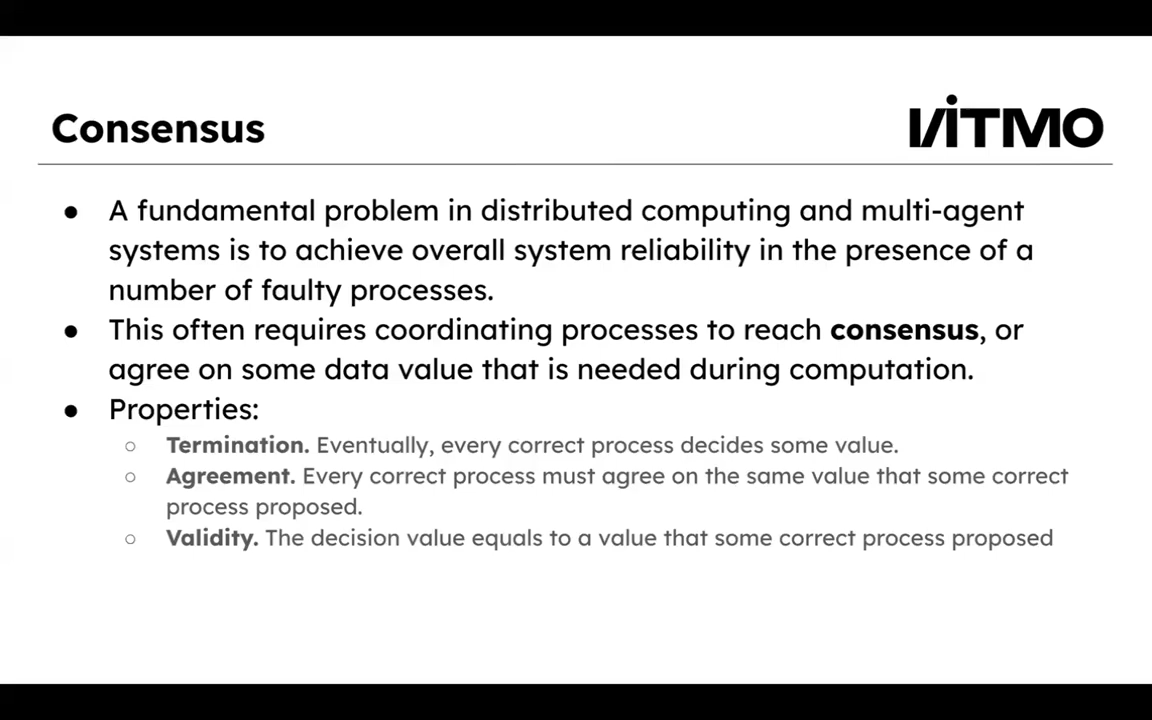 Consensus
ITMO
● A fundamental problem in distributed computing and multi-agent
systems is to achieve overall system reliability in the presence of a
number of faulty processes.
● This often requires coordinating processes to reach consensus, or
agree on some data value that is needed during computation.
● Properties:
○ Termination. Eventually, every correct process decides some value.
○ Agreement. Every correct process must agree on the same value that some correct
process proposed.
○ Validity. The decision value equals to a value that some correct process proposed